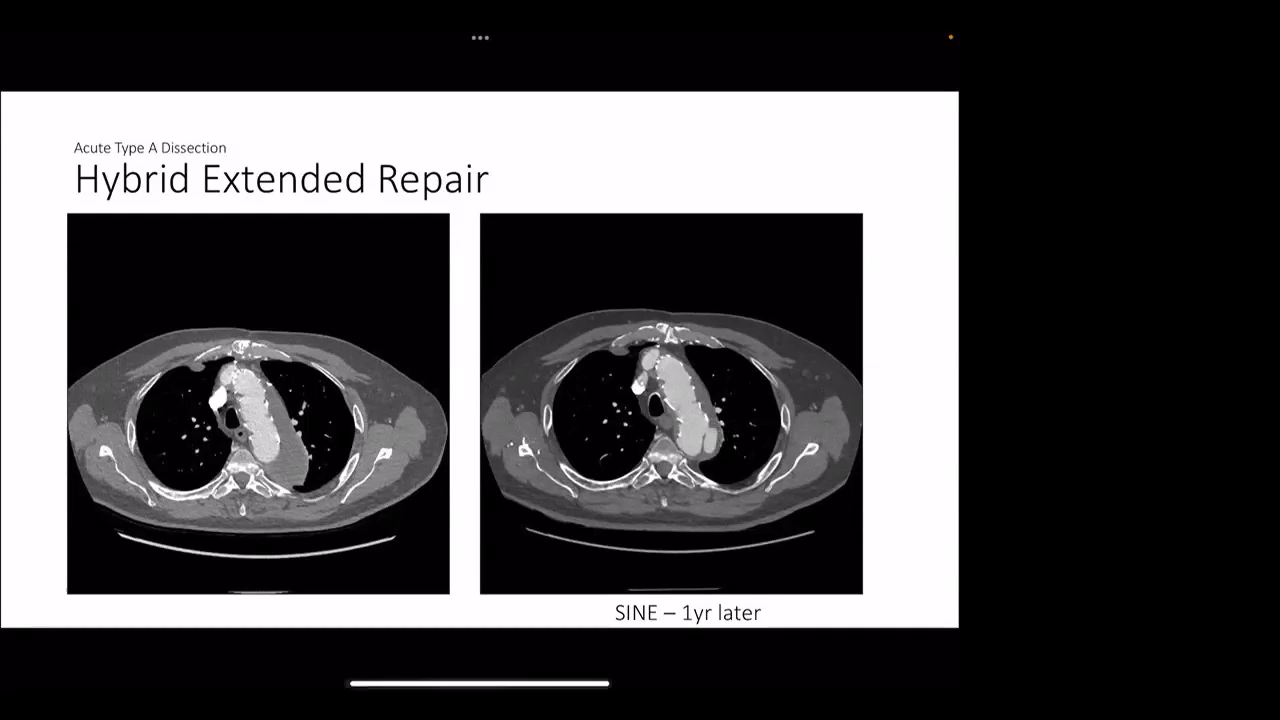 Acute Type A Dissection
Hybrid Extended Repair
SINE – 1yr later